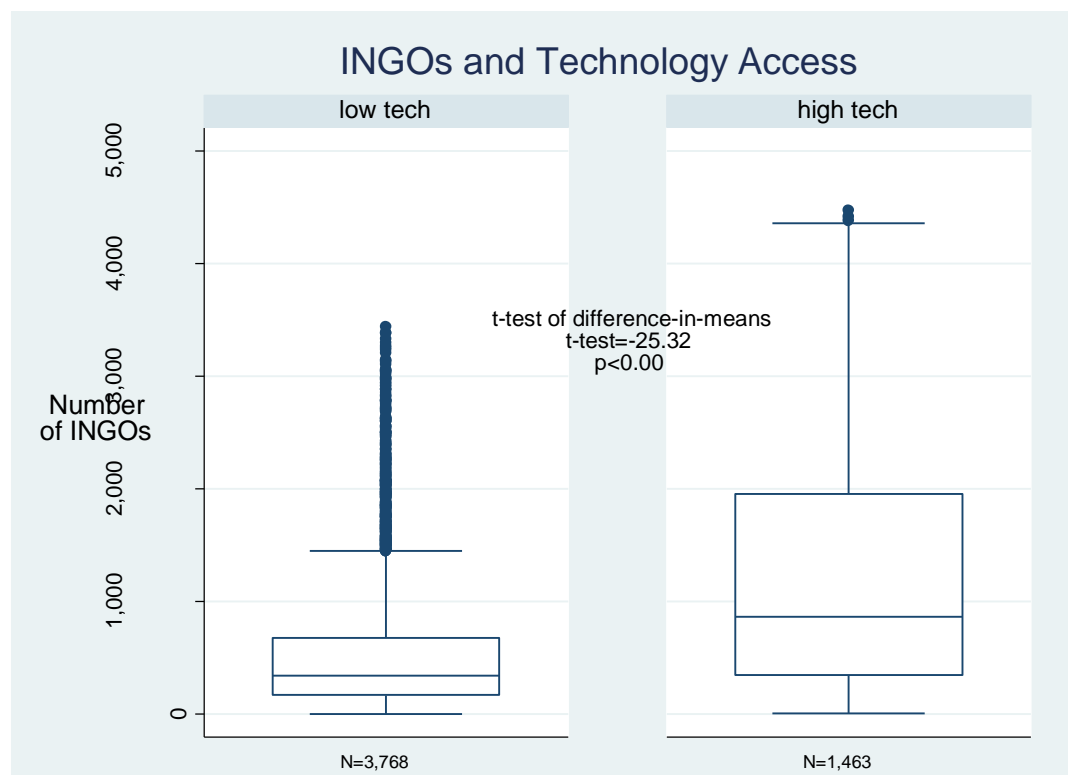 INGOs and Technology Access
low tech
high tech
5,000
4,000
3,000
2,000
1,000
0
Number
of INGOs
t-test of difference-in-means
t-test=-25.32
p<0.00
N=3,768
N=1,463